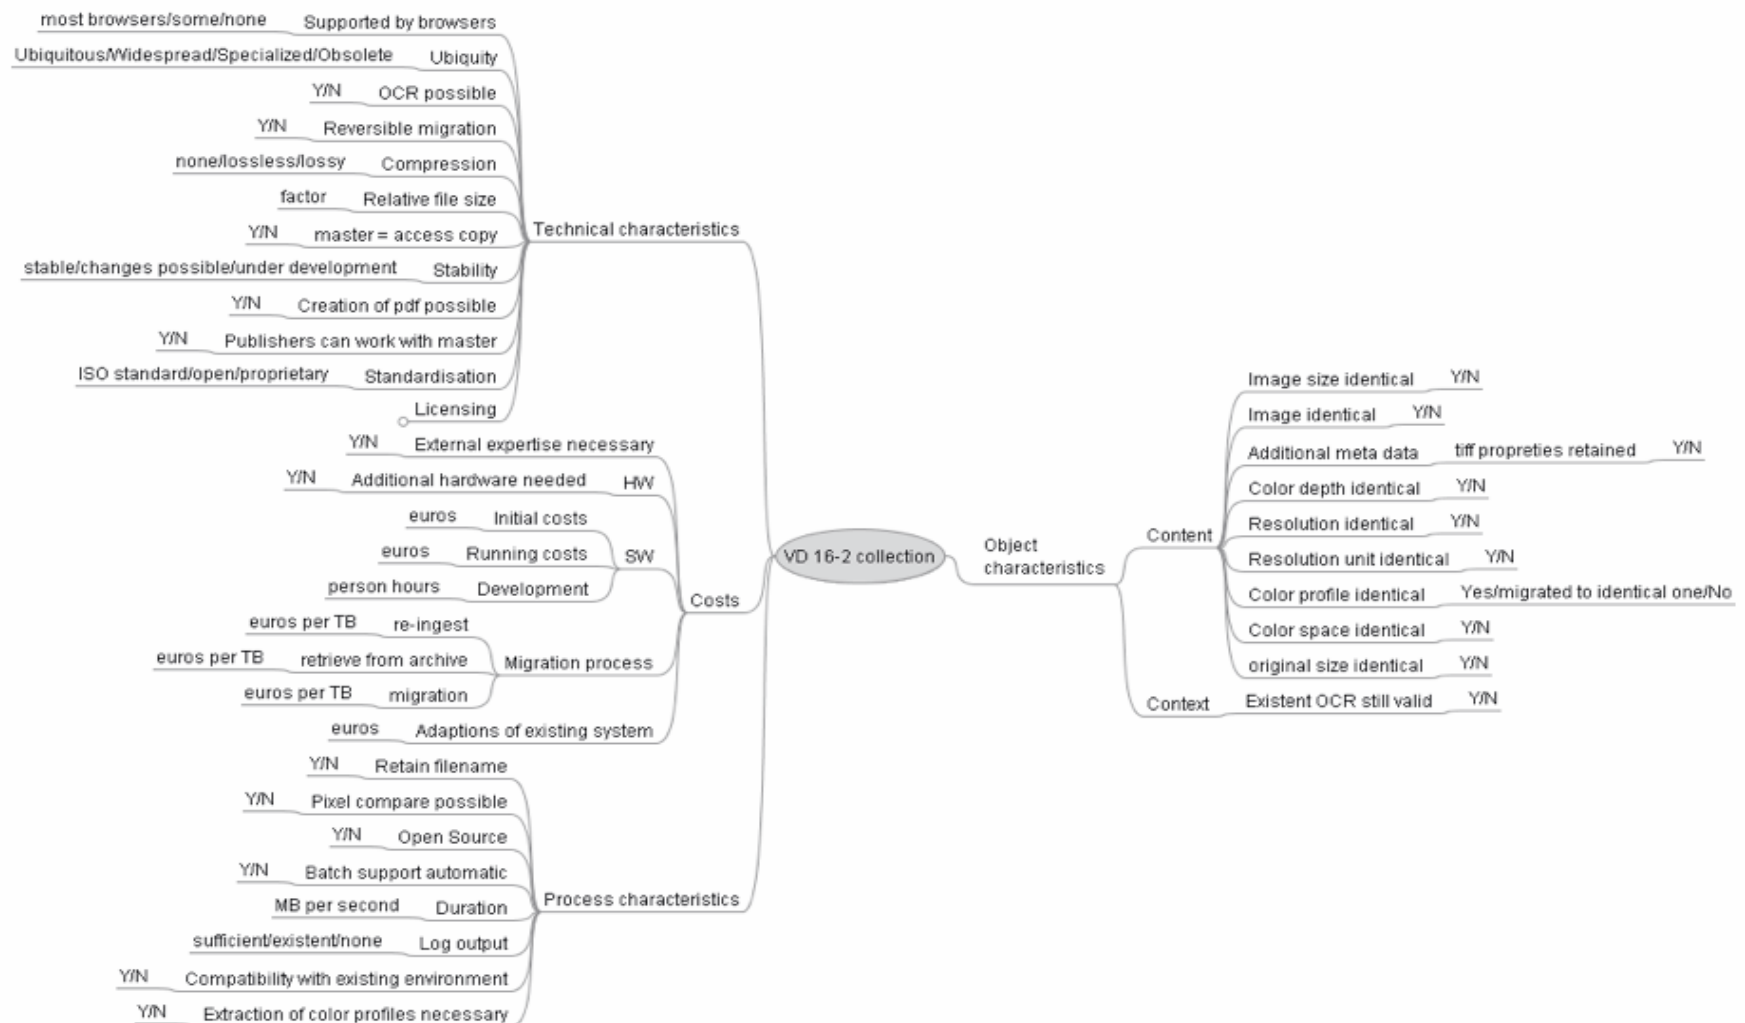 most browsers/some/none Supported by browsers
Ubiquitous/Widespread/Specialized/Obsolete Ubiquity
Y/N OCR possible
Y/N Reversible migration
none/lossless/lossy Compression
factor Relative file size
Y/N master = access copy
Technical characteristics
stable/changes possible/under development Stability
Y/N Creation of pdf possible
Y/N Publishers can work with master
ISO standard/open/proprietary Standardisation
Licensing
Y/N External expertise necessary
Y/N Additional hardware needed HW
euros Initial costs
euros Running costs SW
person hours Development
Costs
euros per TB re-ingest
euros per TB retrieve from archive Migration process
euros per TB migration
euros Adaptions of existing system
Y/N Retain filename
Y/N Pixel compare possible
Y/N Open Source
Y/N Batch support automatic
Process characteristics
MB per second Duration
sufficient/existent/none Log output
Y/N Compatibility with existing environment
Y/N Extraction of color profiles necessary
VD 16-2 collection
Object
characteristics
Content
Image size identical Y/N
Image identical Y/N
Additional meta data tiff propreties retained Y/N
Color depth identical Y/N
Resolution identical Y/N
Resolution unit identical Y/N
Color profile identical Yes/migrated to identical one/No
Color space identical Y/N
original size identical Y/N
Context Existent OCR still valid Y/N